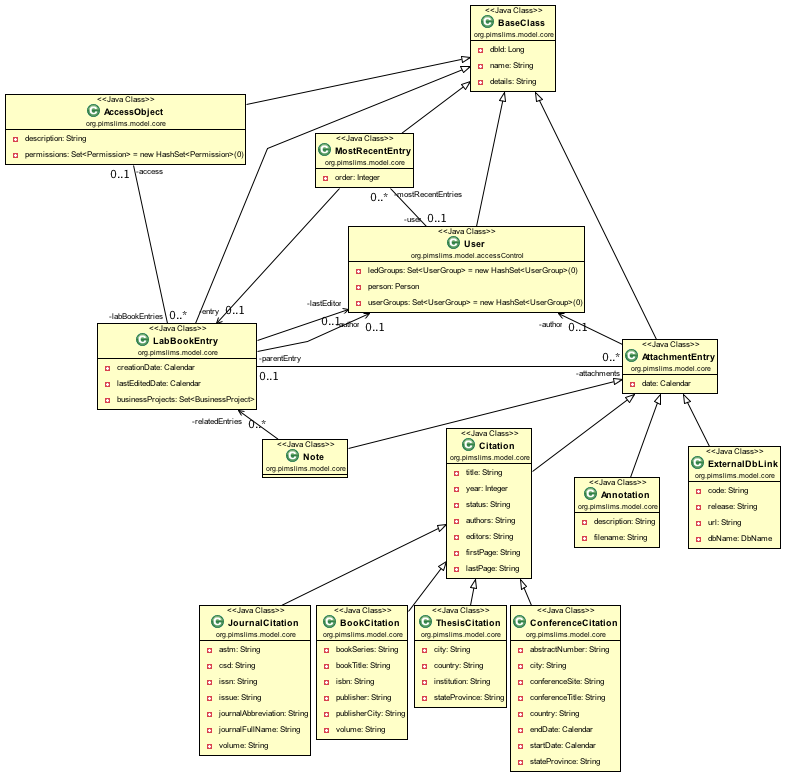 <<Java Class>>
BaseClass
org.pimslims.model.core
dbId: Long
name: String
details: String
<<Java Class>>
AccessObject
org.pimslims.model.core
description: String
permissions: Set<Permission> = new HashSet<Permission>(0)
<<Java Class>>
MostRecentEntry
org.pimslims.model.core
order: Integer
0..1
-access
0..*
-mostRecentEntries
-user
0..1
<<Java Class>>
User
org.pimslims.model.accessControl
ledGroups: Set<UserGroup> = new HashSet<UserGroup>(0)
person: Person
userGroups: Set<UserGroup> = new HashSet<UserGroup>(0)
-labBookEntries
0..*
-entry
0..1
-lastEditor
0..1
-author
0..1
-author
0..1
<<Java Class>>
LabBookEntry
org.pimslims.model.core
creationDate: Calendar
lastEditedDate: Calendar
businessProjects: Set<BusinessProject>
-parentEntry
0..1
0..*
-attachments
<<Java Class>>
AttachmentEntry
org.pimslims.model.core
date: Calendar
-relatedEntries
0..*
<<Java Class>>
Note
org.pimslims.model.core
<<Java Class>>
Citation
org.pimslims.model.core
title: String
year: Integer
status: String
authors: String
editors: String
firstPage: String
lastPage: String
<<Java Class>>
Annotation
org.pimslims.model.core
description: String
filename: String
<<Java Class>>
ExternalDbLink
org.pimslims.model.core
code: String
release: String
url: String
dbName: DbName
<<Java Class>>
JournalCitation
org.pimslims.model.core
astm: String
csd: String
issn: String
issue: String
journalAbbreviation: String
journalFullName: String
volume: String
<<Java Class>>
BookCitation
org.pimslims.model.core
bookSeries: String
bookTitle: String
isbn: String
publisher: String
publisherCity: String
volume: String
<<Java Class>>
ThesisCitation
org.pimslims.model.core
city: String
country: String
institution: String
stateProvince: String
<<Java Class>>
ConferenceCitation
org.pimslims.model.core
abstractNumber: String
city: String
conferenceSite: String
conferenceTitle: String
country: String
endDate: Calendar
startDate: Calendar
stateProvince: String